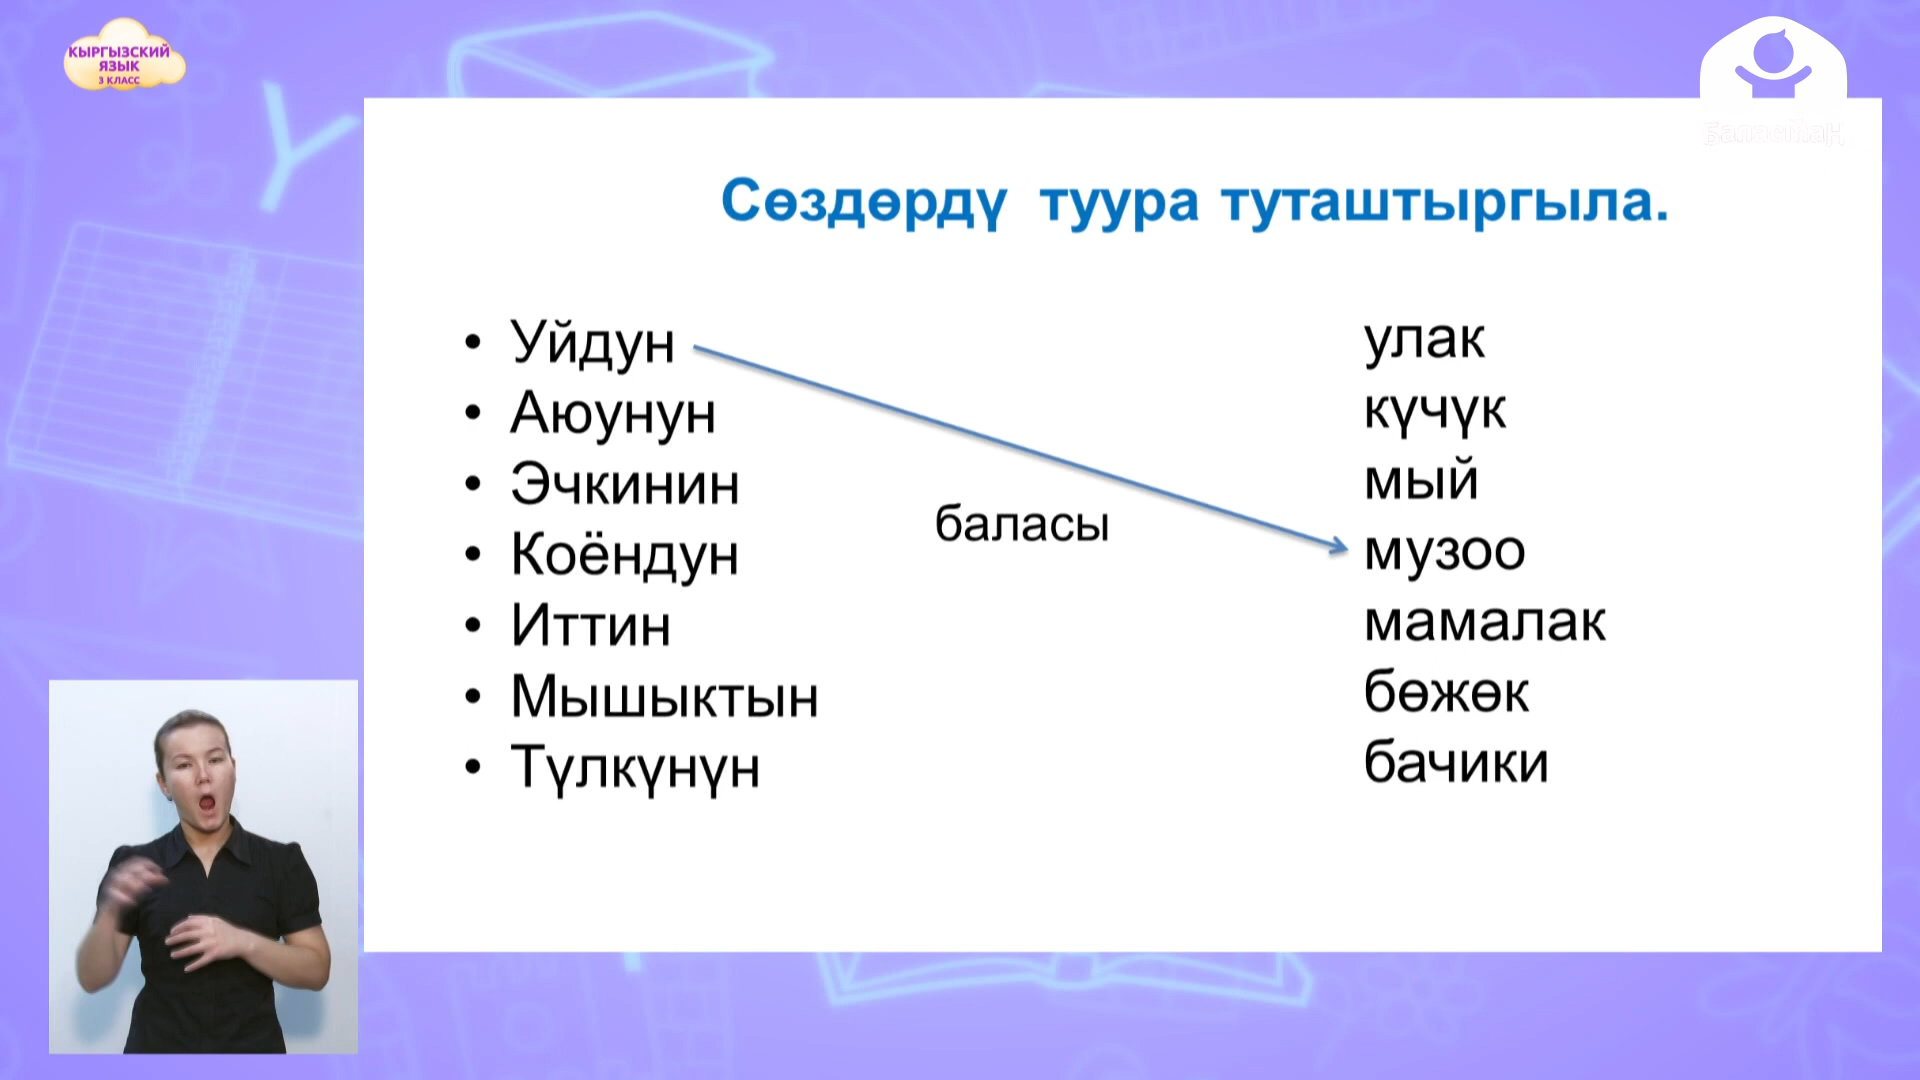 КЫРГЫЗСКИЙ
ЯЗЫК
3 КЛАСС
Баластан
Сөздөрдү туура туташтыргыла.
• Уйдун
• Аюунун
• Эчкинин
• Коёндун
• Иттин
• Мышыктын
• Түлкүнүн
баласы
улак
күчүк
мый
музоо
мамалак
бөжөк
бачики